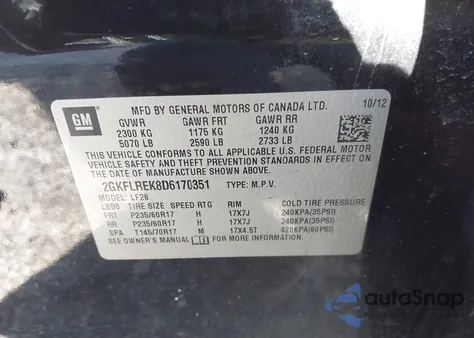 MFD BY GENERAL MOTORS OF CANADA LTD. 10/12
GM
GVWR GAWR FRT GAWR RR
2300 KG 1175 KG 1240 KG
5070 LB 2590 LB 2733 LB
THIS VEHICLE CONFORMS TO ALL APPLICABLE U.S. FEDERAL MOTOR
VEHICLE SAFETY AND THEFT PREVENTION STANDARDS IN EFFECT ON THE
DATE OF MANUFACTURE SHOWN ABOVE.
2GKFLREK8D6170351 TYPE: M.P.V.
MODEL: LF26
TIRE SIZE SPEED RTG RIM COLD TIRE PRESSURE
FRT P235/60R17 H 17X7J 240KPA(35PSI)
RR P235/60R17 H 17X7J 240KPA(35PSI)
SPA T145/70R17 M 17X4.5T 420KPA(60PSI)
SEE OWNER'S MANUAL FOR MORE INFORMATION
autoSnap